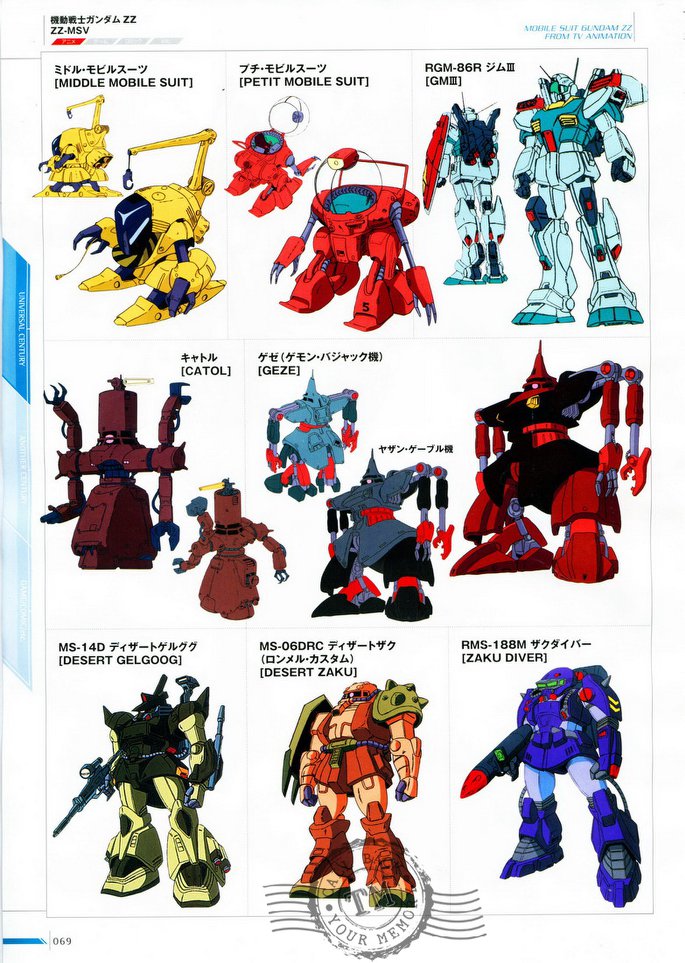 機動戦士ガンダム ZZ
ZZ-MSV
アニメ
MOBILE SUIT GUNDAM ZZ
FROM TV ANIMATION
ミドル・モビルスーツ
[MIDDLE MOBILE SUIT]
プチ・モビルスーツ
[PETIT MOBILE SUIT]
RGM-86R ジムⅢ
[GMⅢ]
5
UNIVERSAL CENTURY
キャトル
[CATOL]
ゲゼ(ゲモン・バジャック機)
[GEZE]
ヤザン・ゲーブル機
ANOTHER CENTURY
GAME/COMIC/etc.
MS-14D ディザートゲルググ
[DESERT GELGOOG]
MS-06DRC ディザートザク
(ロンメル・カスタム)
[DESERT ZAKU]
RMS-188M ザクダイバー
[ZAKU DIVER]
TM
YOUR MEMO
069